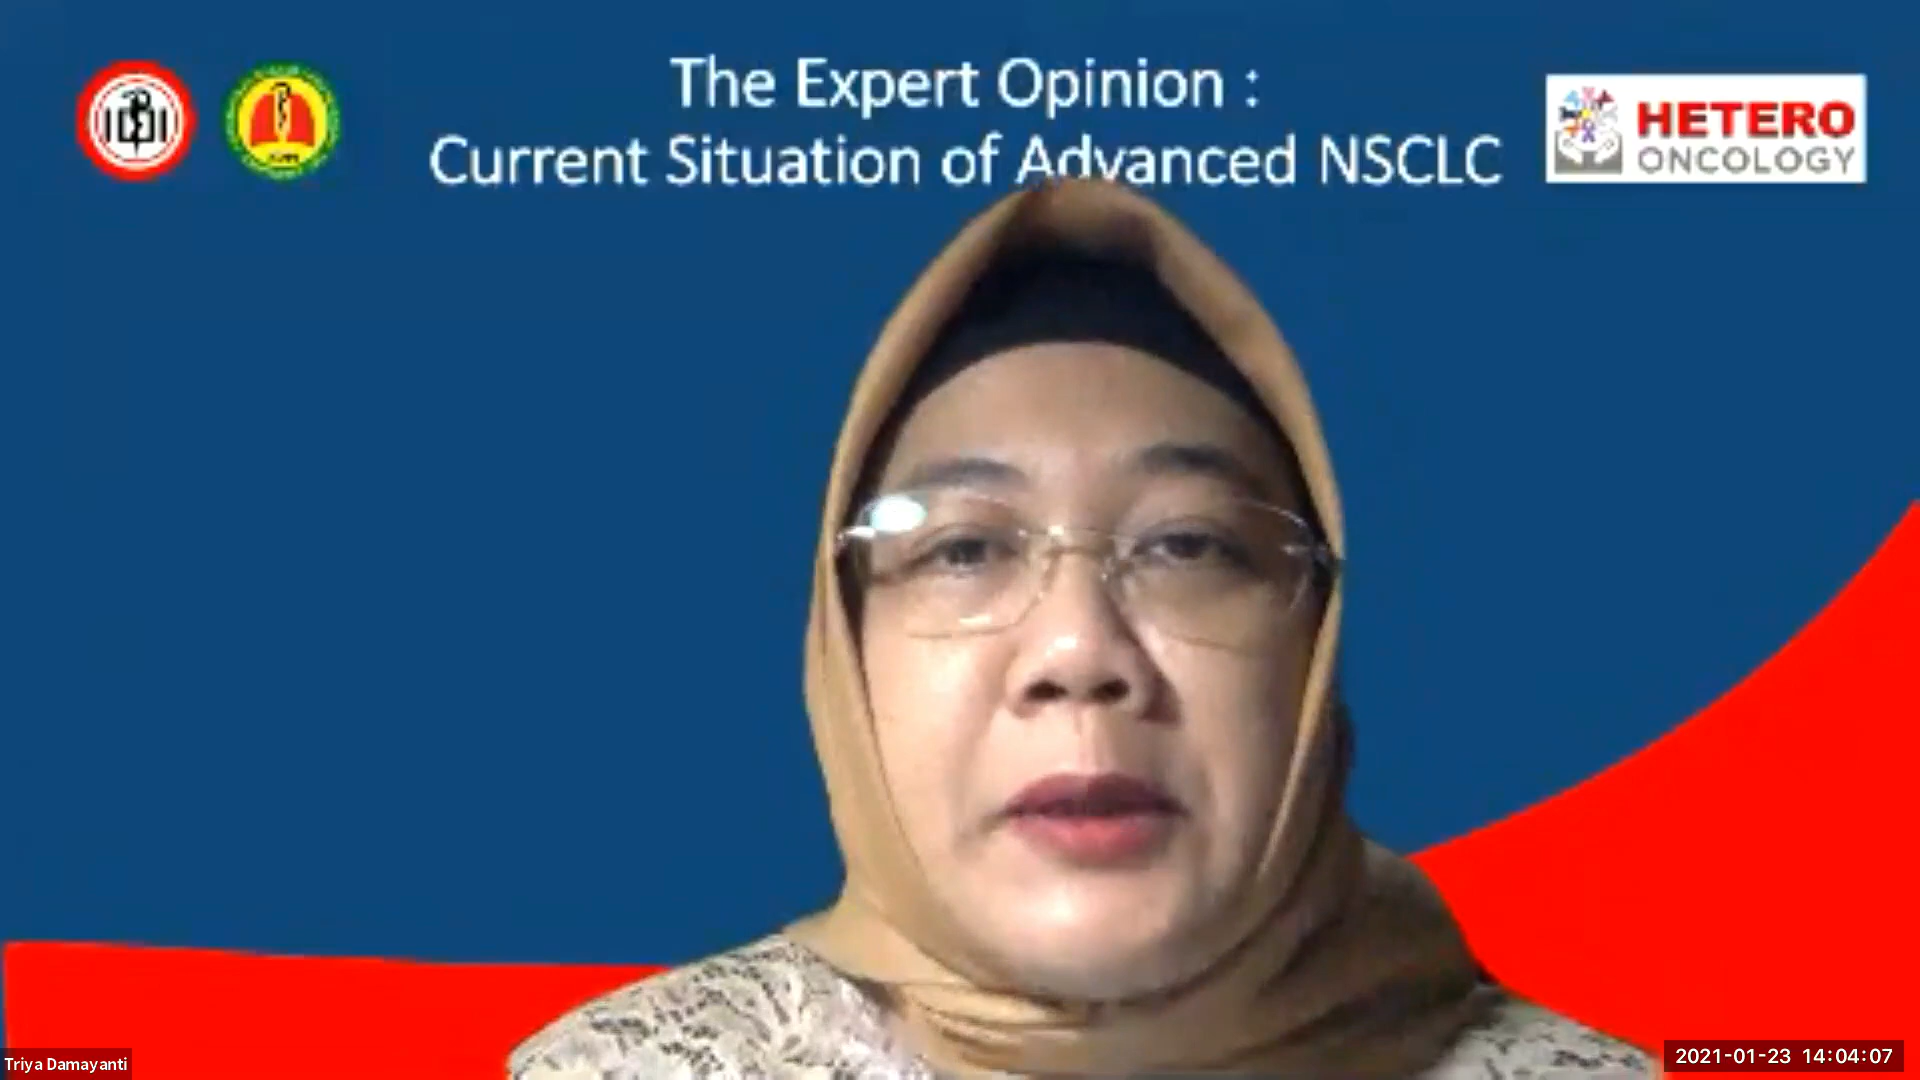 The Expert Opinion :
Current Situation of Advanced NSCLC
HETERO
ONCOLOGY
Triya Damayanti
2021-01-23 14:04:07